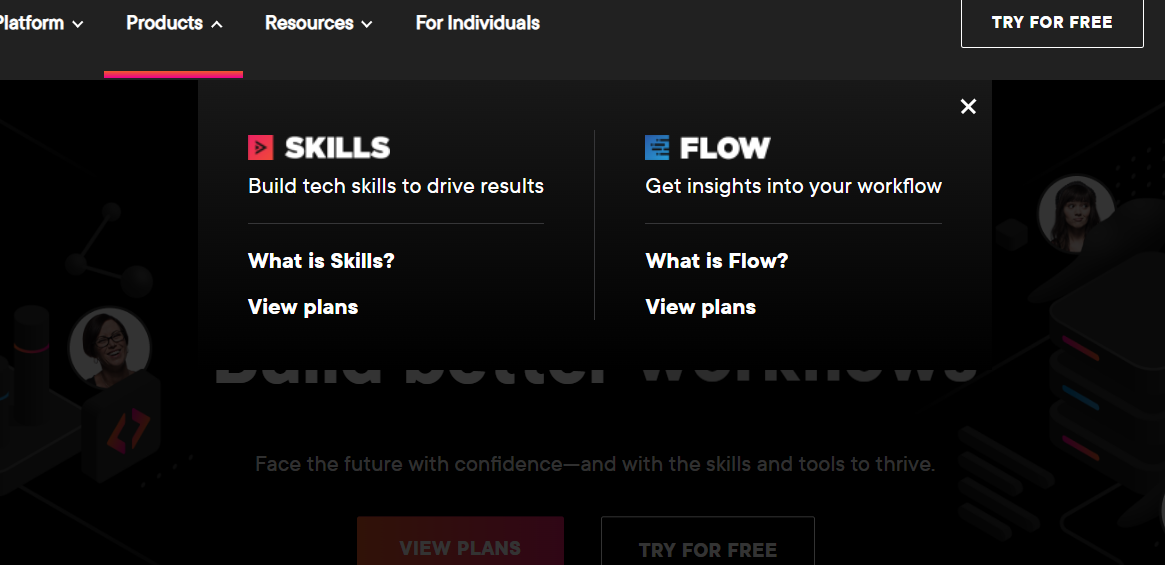 Platform Products Resources For Individuals TRY FOR FREE
SKILLS
Build tech skills to drive results
What is Skills?
View plans
FLOW
Get insights into your workflow
What is Flow?
View plans
Build better workflows
Face the future with confidence—and with the skills and tools to thrive.
VIEW PLANS TRY FOR FREE